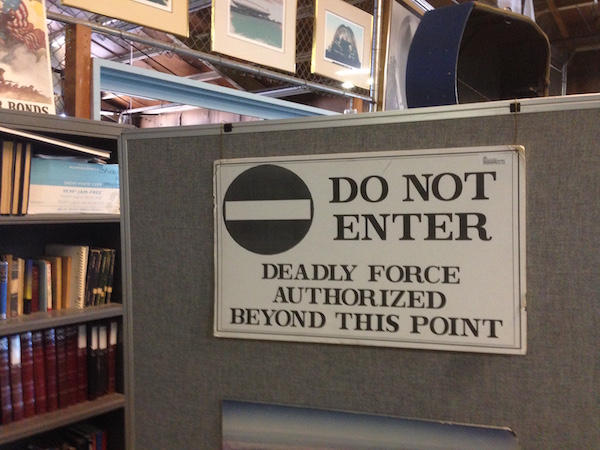 BONDS
DO NOT
ENTER
DEADLY FORCE
AUTHORIZED
BEYOND THIS POINT